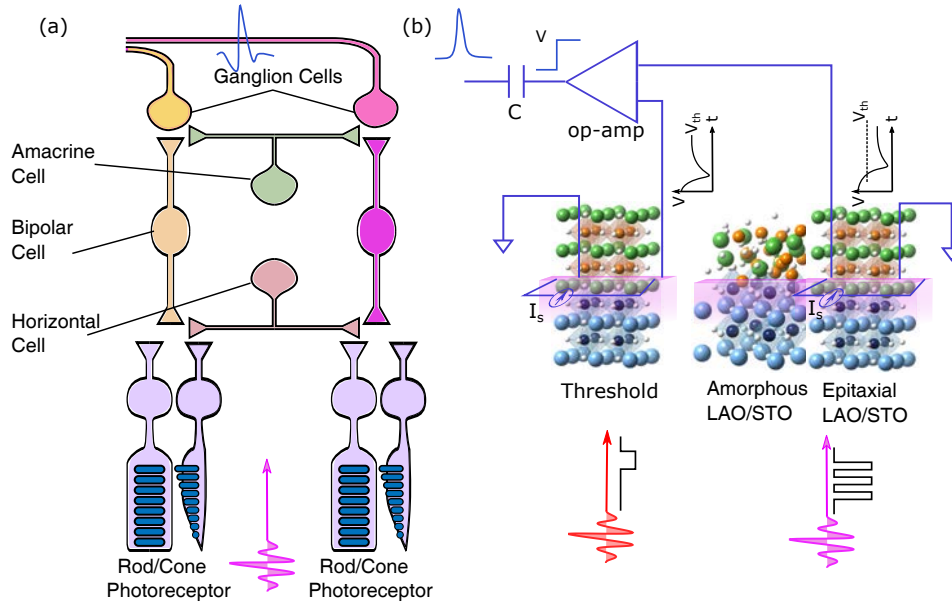 (a)
Ganglion Cells
Amacrine
Cell
Bipolar
Cell
Horizontal
Cell
Rod/Cone
Photoreceptor
Rod/Cone
Photoreceptor
(b)
V
C
op-amp
V
Vth
t
V
Vth
t
Is
Is
Threshold
Amorphous
LAO/STO
Epitaxial
LAO/STO